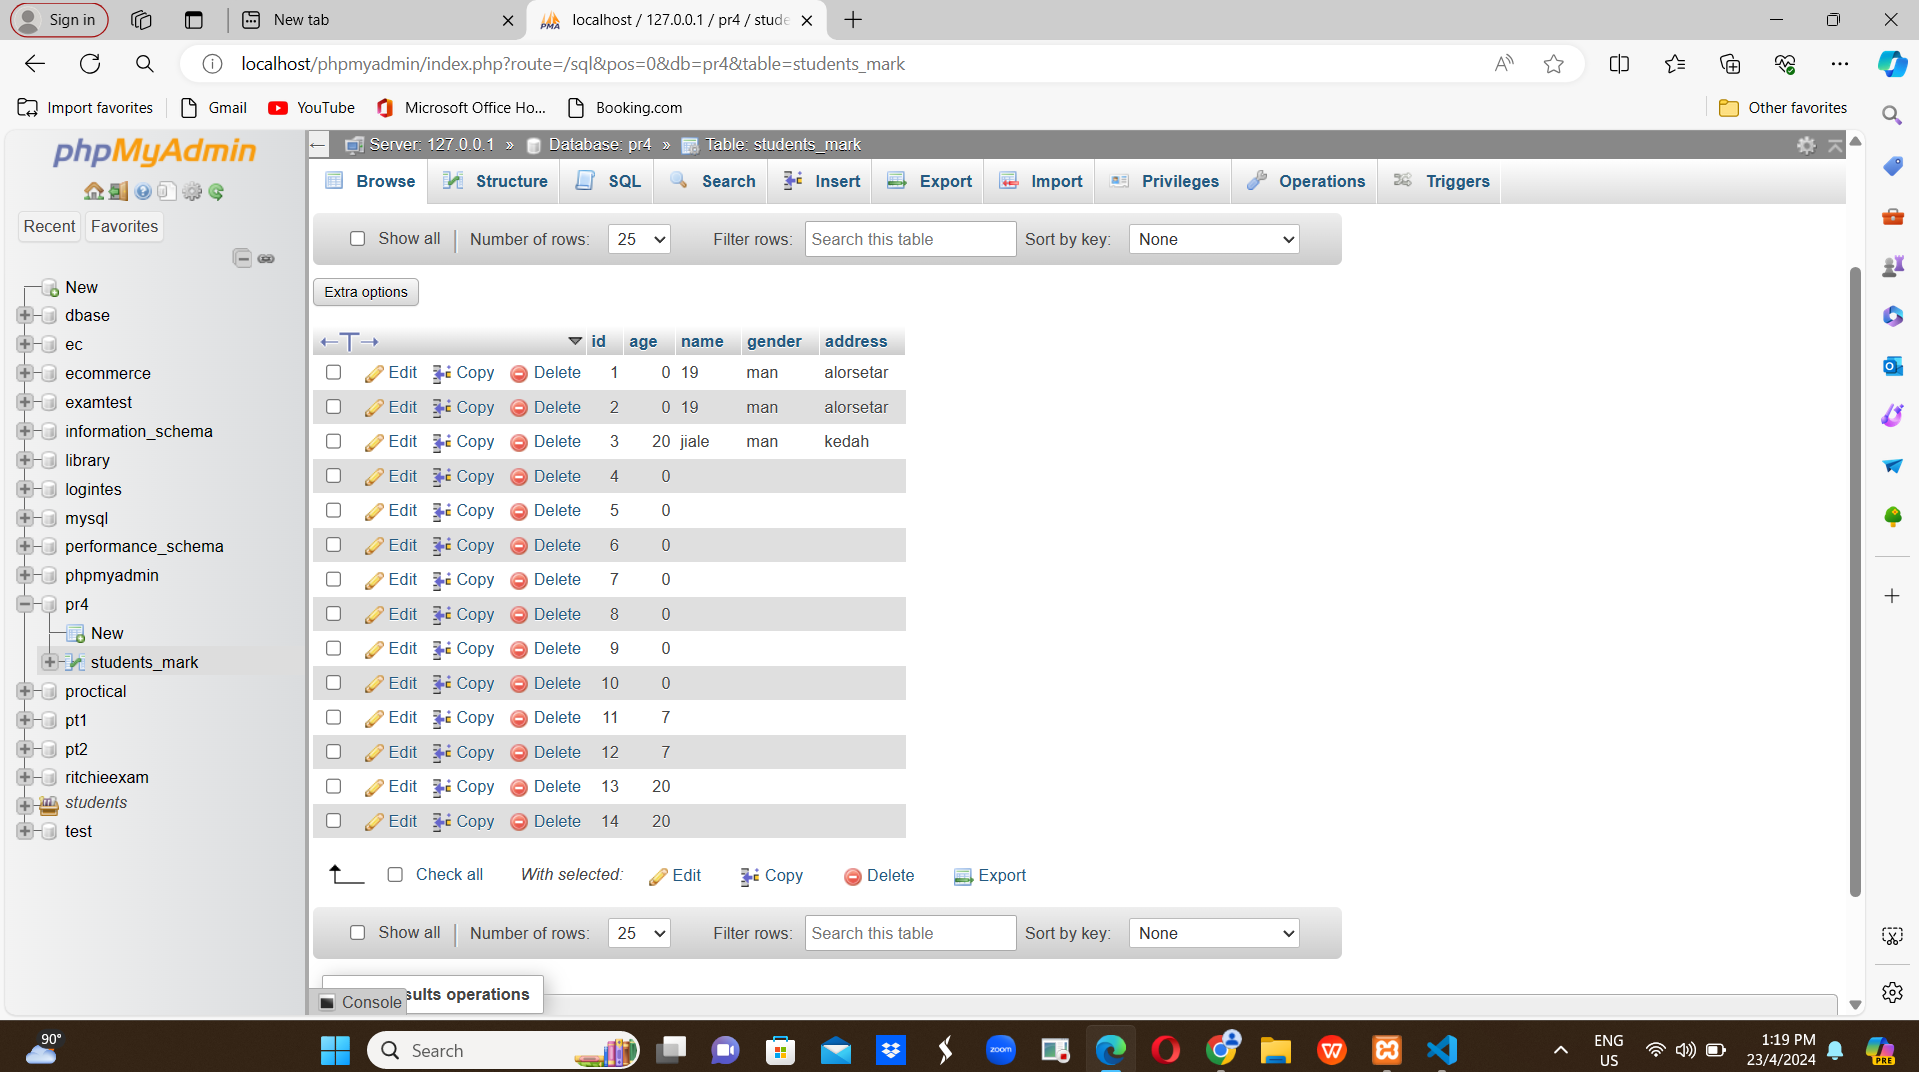 Sign in
New tab
localhost / 127.0.0.1 / pr4 / stude
localhost/phpmyadmin/index.php?route=/sql&pos=0&db=pr4&table=students_mark
Import favorites
Gmail
YouTube
Microsoft Office Ho...
Booking.com
Other favorites
phpMyAdmin
Recent
Favorites
New
dbase
ec
ecommerce
examtest
information_schema
library
logintes
mysql
performance_schema
phpmyadmin
pr4
New
students_mark
proctical
pt1
pt2
ritchieexam
students
test
Server: 127.0.0.1 » Database: pr4 » Table: students_mark
Browse Structure SQL Search Insert Export Import Privileges Operations Triggers
Show all Number of rows: 25 Filter rows: Search this table Sort by key: None
Extra options
id age name gender address
Edit Copy Delete 1 0 19 man alorsetar
Edit Copy Delete 2 0 19 man alorsetar
Edit Copy Delete 3 20 jiale man kedah
Edit Copy Delete 4 0
Edit Copy Delete 5 0
Edit Copy Delete 6 0
Edit Copy Delete 7 0
Edit Copy Delete 8 0
Edit Copy Delete 9 0
Edit Copy Delete 10 0
Edit Copy Delete 11 7
Edit Copy Delete 12 7
Edit Copy Delete 13 20
Edit Copy Delete 14 20
Check all With selected: Edit Copy Delete Export
Show all Number of rows: 25 Filter rows: Search this table Sort by key: None
sults operations
Console
90°
Search
zoom
ENG
US
1:19 PM
23/4/2024
PRE